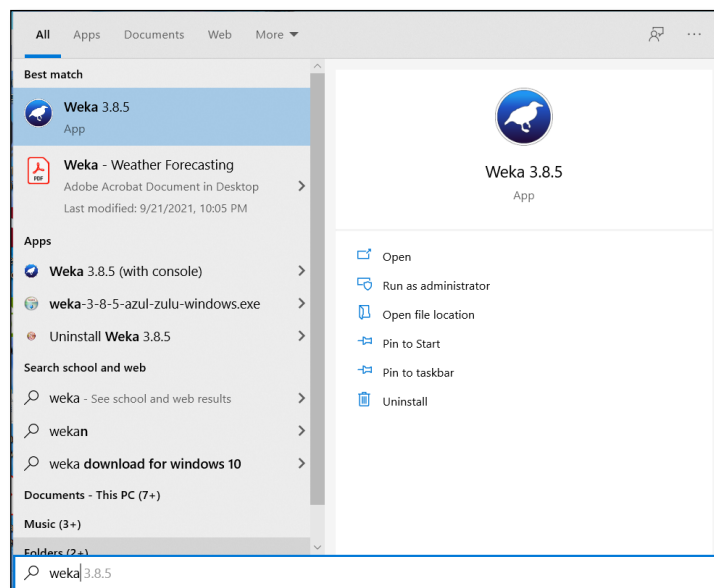 All Apps Documents Web More
Best match
Weka 3.8.5
App
Weka - Weather Forecasting
Adobe Acrobat Document in Desktop
Last modified: 9/21/2021, 10:05 PM
Apps
Weka 3.8.5 (with console)
weka-3-8-5-azul-zulu-windows.exe
Uninstall Weka 3.8.5
Search school and web
weka - See school and web results
wekan
weka download for windows 10
Documents - This PC (7+)
Music (3+)
Folders (2+)
weka 3.8.5
Weka 3.8.5
App
Open
Run as administrator
Open file location
Pin to Start
Pin to taskbar
Uninstall
PDF